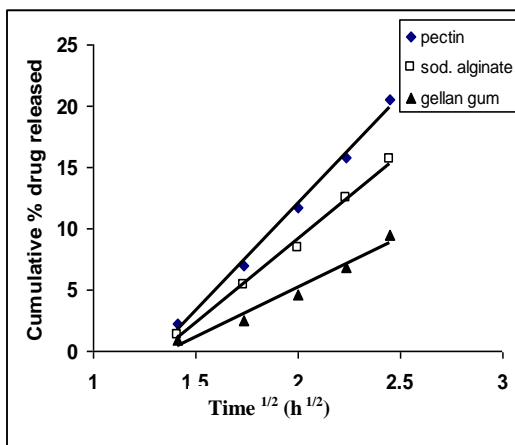 Cumulative % drug released
25
20
15
10
5
0
1
1.5
2
2.5
3
Time 1/2 (h1/2)
pectin
sod. alginate
gellan gum